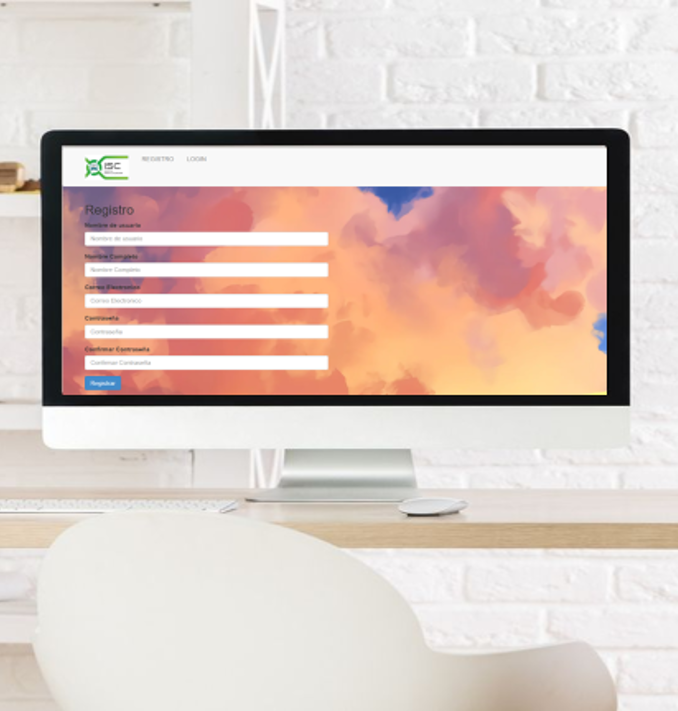 ISC
REGISTRO LOGIN
Registro
Nombre de usuario
Nombre de usuario
Nombre Completo
Nombre Completo
Correo Electronico
Correo Electronico
Contraseña
Contraseña
Confirmar Contraseña
Confirmar Contraseña
Registrar